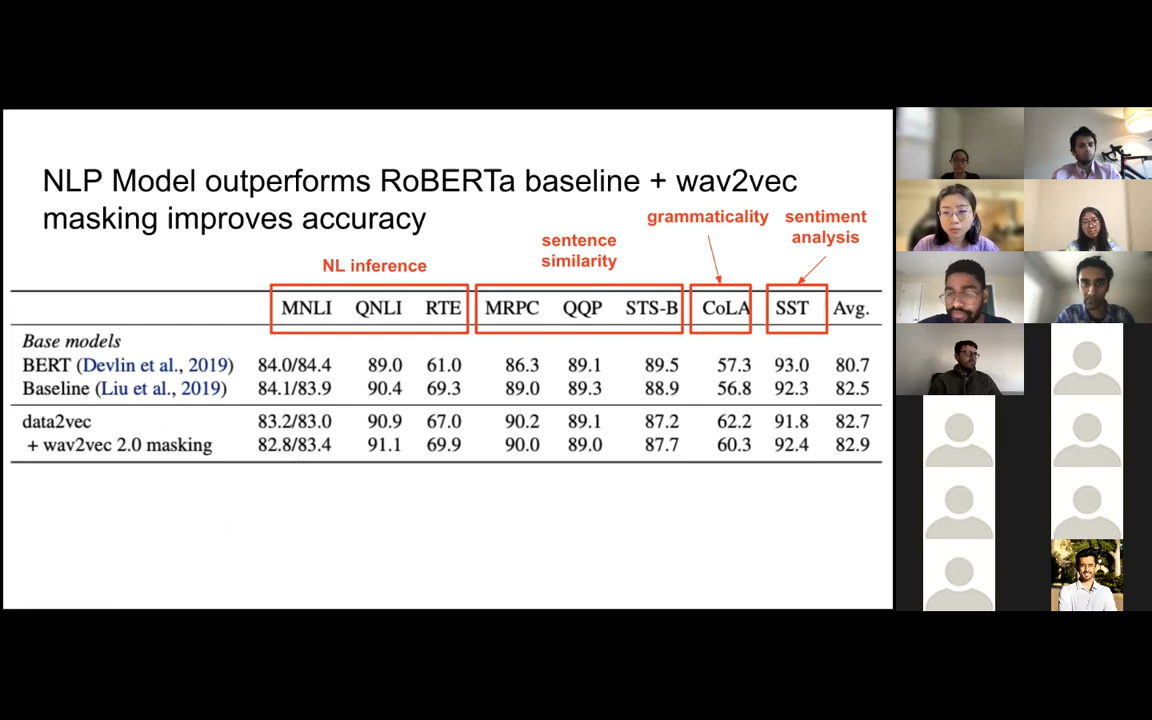 NLP Model outperforms RoBERTa baseline + wav2vec
masking improves accuracy
grammaticality
sentiment
analysis
sentence
similarity
NL inference
MNLI QNLI RTE MRPC QQP STS-B CoLA SST Avg.
Base models
BERT (Devlin et al., 2019) 84.0/84.4 89.0 61.0 86.3 89.1 89.5 57.3 93.0 80.7
Baseline (Liu et al., 2019) 84.1/83.9 90.4 69.3 89.0 89.3 88.9 56.8 92.3 82.5
data2vec 83.2/83.0 90.9 67.0 90.2 89.1 87.2 62.2 91.8 82.7
+ wav2vec 2.0 masking 82.8/83.4 91.1 69.9 90.0 89.0 87.7 60.3 92.4 82.9